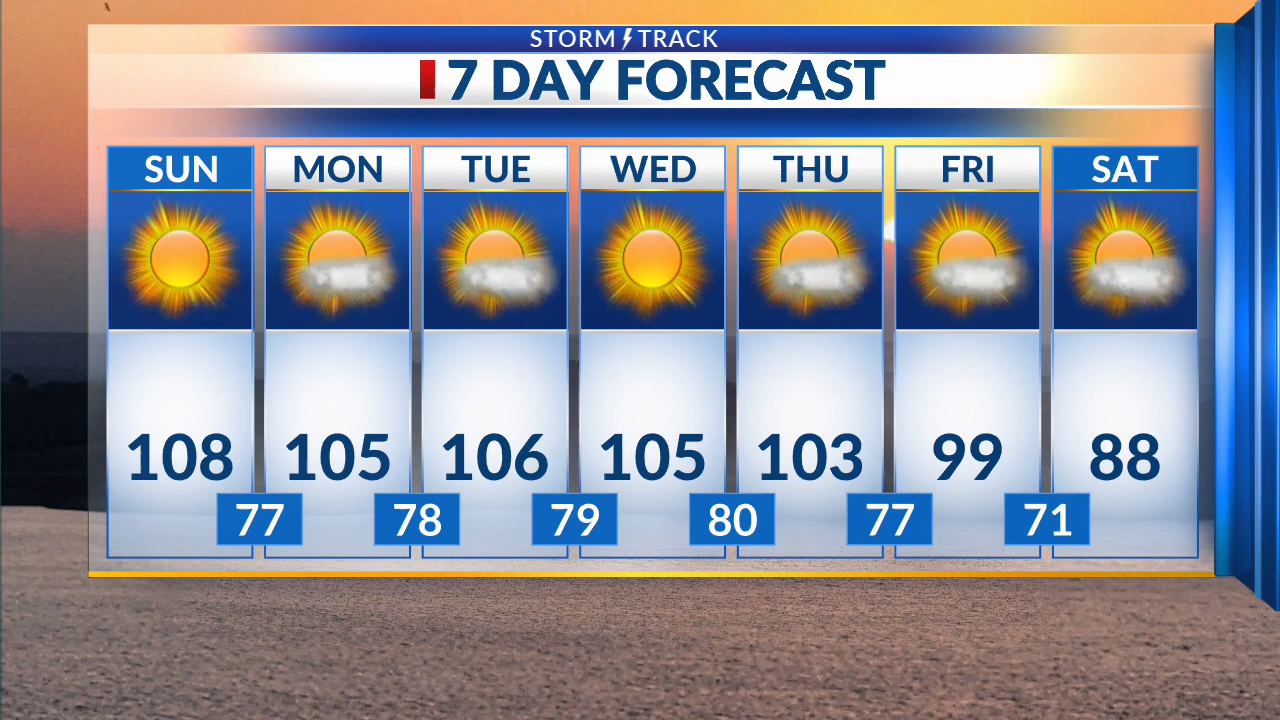 STORM TRACK
7 DAY FORECAST
SUN MON TUE WED THU FRI SAT
108 105 106 105 103 99 88
77 78 79 80 77 71